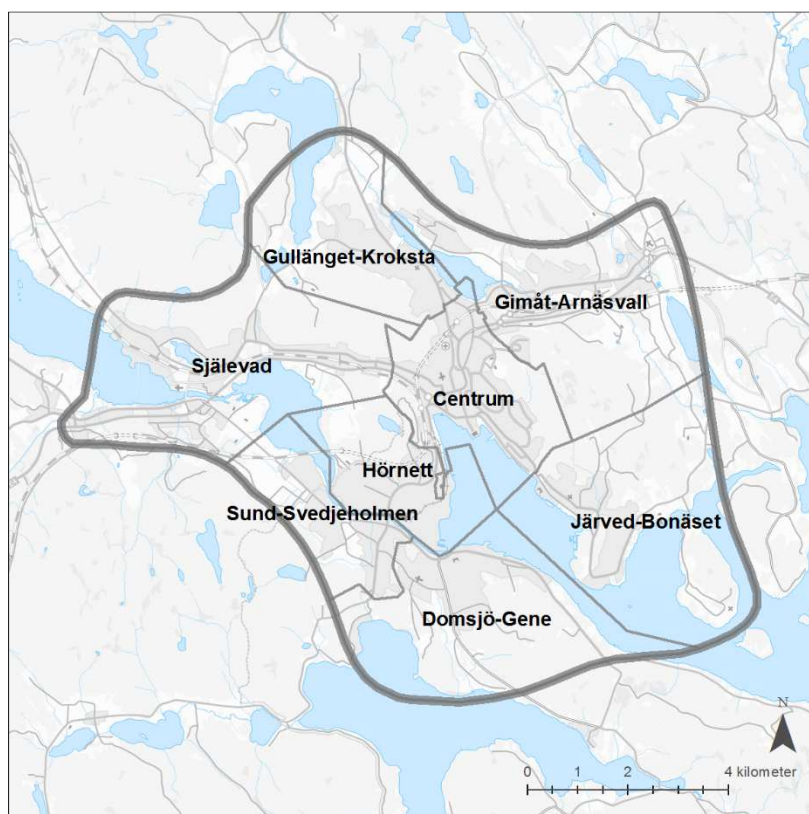 Gullänget-Kroksta
Gimåt-Arnäsvall
Själevad
Centrum
Hörnett
Sund-Svedjeholmen
Järved-Bonäset
Domsjö-Gene
N
0 1 2 4 kilometer